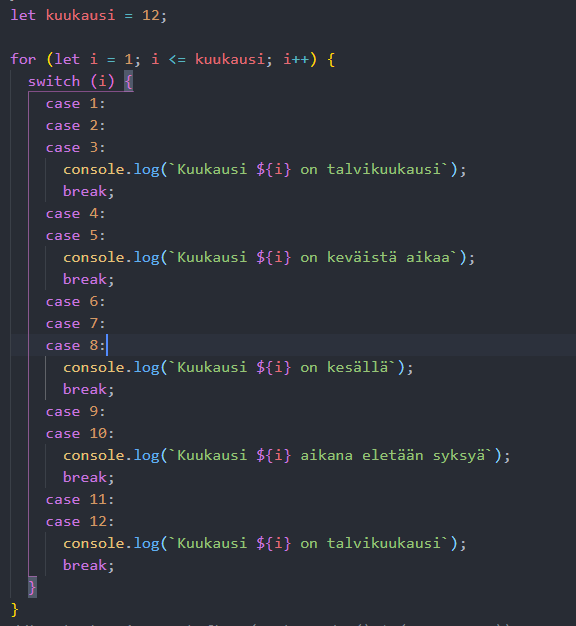 let kuukausi = 12;
for (let i = 1; i <= kuukausi; i++) {
switch (i) {
case 1:
case 2:
case 3:
console.log(`Kuukausi ${i} on talvikuukausi`);
break;
case 4:
case 5:
console.log(`Kuukausi ${i} on keväistä aikaa`);
break;
case 6:
case 7:
case 8:
console.log(`Kuukausi ${i} on kesällä`);
break;
case 9:
case 10:
console.log(`Kuukausi ${i} aikana eletään syksyä`);
break;
case 11:
case 12:
console.log(`Kuukausi ${i} on talvikuukausi`);
break;
}
}